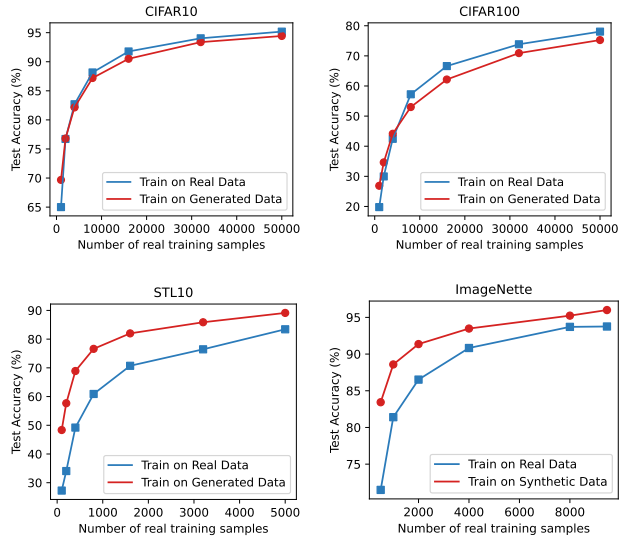 CIFAR10
95
90
85
80
75
70
65
Test Accuracy (%)
Train on Real Data
Train on Generated Data
0 10000 20000 30000 40000 50000
Number of real training samples
CIFAR100
80
70
60
50
40
30
20
Test Accuracy (%)
Train on Real Data
Train on Generated Data
0 10000 20000 30000 40000 50000
Number of real training samples
STL10
90
80
70
60
50
40
30
Test Accuracy (%)
Train on Real Data
Train on Generated Data
0 1000 2000 3000 4000 5000
Number of real training samples
ImageNette
95
90
85
80
75
Test Accuracy (%)
Train on Real Data
Train on Synthetic Data
2000 4000 6000 8000
Number of real training samples